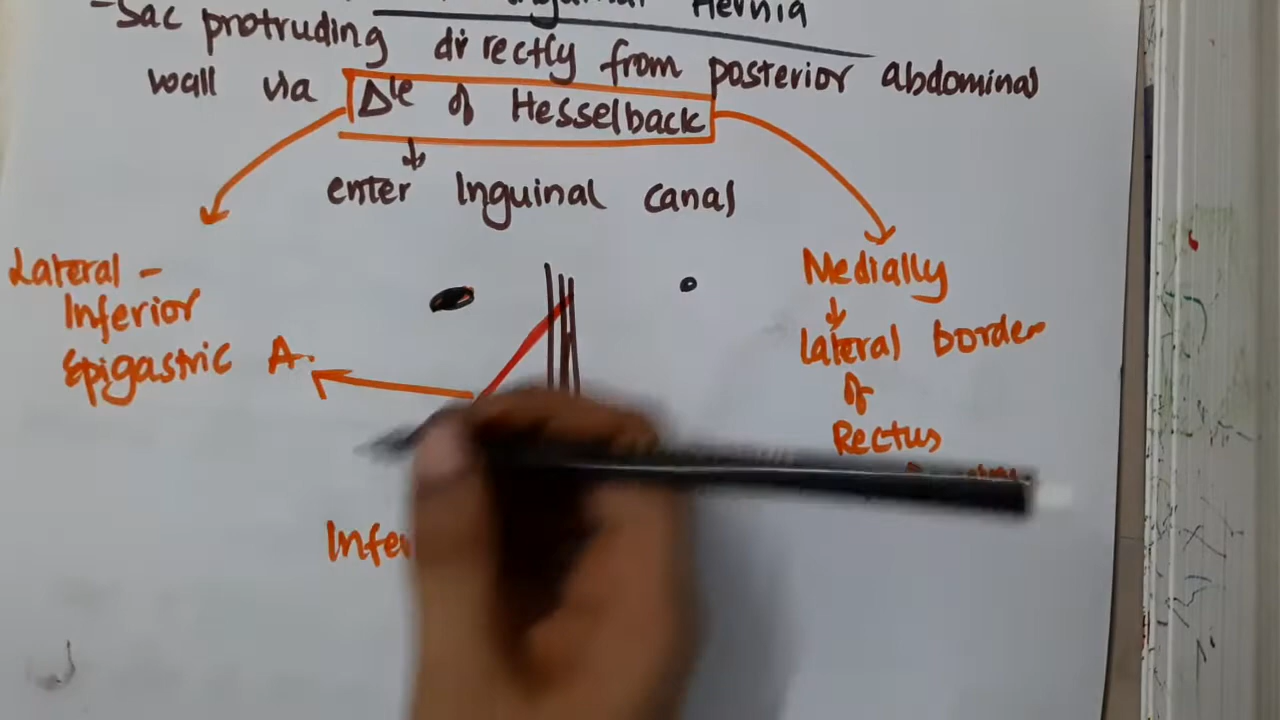 Hernia
-Sac protruding directly from posterior abdominal
wall via Δle of Hesselback
enter Inguinal canal
Lateral -
Inferior
Epigastric A.
Medially
lateral border
of
Rectus